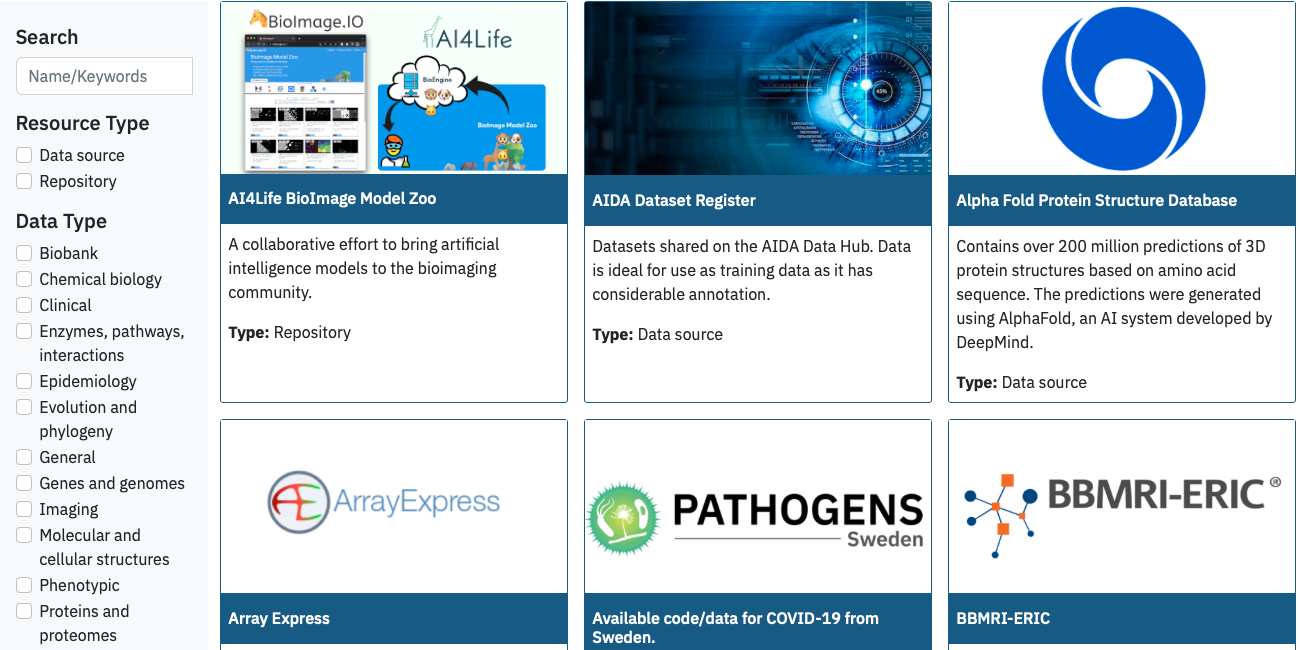 Search
Name/Keywords
Resource Type
Data source
Repository
Data Type
Biobank
Chemical biology
Clinical
Enzymes, pathways,
interactions
Epidemiology
Evolution and
phylogeny
General
Genes and genomes
Imaging
Molecular and
cellular structures
Phenotypic
Proteins and
proteomes
BioImage.IO
AI4Life
BioImage Model Zoo
BioEngine
BioImage Model Zoo
AI4Life BioImage Model Zoo
A collaborative effort to bring artificial
intelligence models to the bioimaging
community.
Type: Repository
45%
AIDA Dataset Register
Datasets shared on the AIDA Data Hub. Data
is ideal for use as training data as it has
considerable annotation.
Type: Data source
Alpha Fold Protein Structure Database
Contains over 200 million predictions of 3D
protein structures based on amino acid
sequence. The predictions were generated
using AlphaFold, an AI system developed by
DeepMind.
Type: Data source
ArrayExpress
Array Express
PATHOGENS
Sweden
Available code/data for COVID-19 from
Sweden.
BBMRI-ERIC®
BBMRI-ERIC